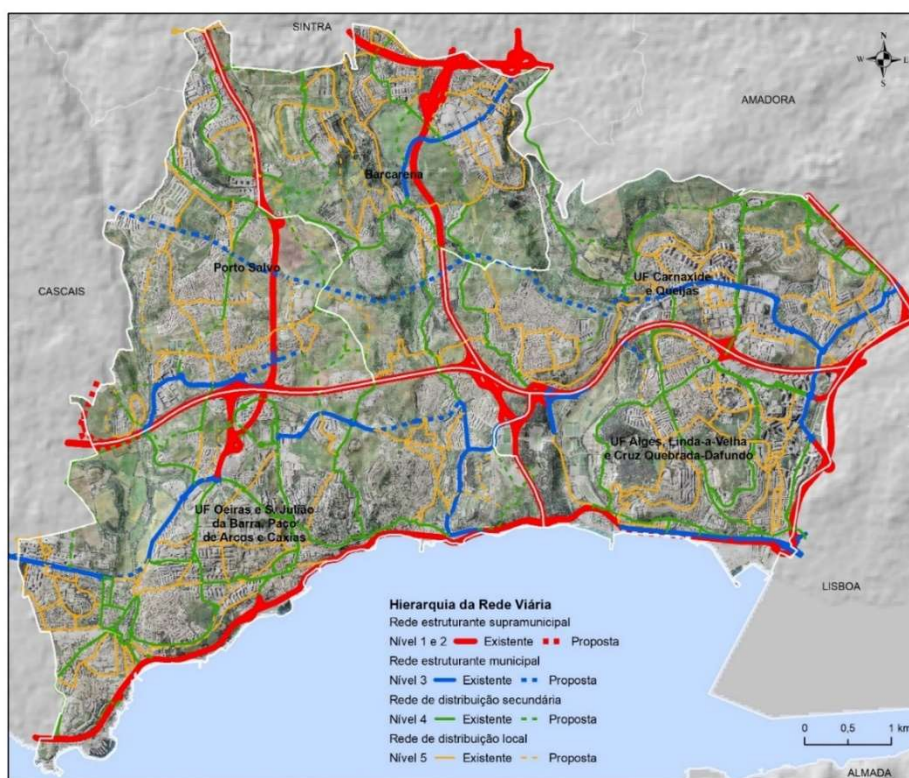 SINTRA
N
W L
S
AMADORA
Barcarena
Porto Salvo
UF Carnaxide
e Queijas
CASCAIS
UF Algés, Linda-a-Velha
e Cruz Quebrada-Dafundo
UF Oeiras e S. Julião
da Barra, Paço
de Arcos e Caxias
LISBOA
Hierarquia da Rede Viária
Rede estruturante supramunicipal
Nível 1 e 2 Existente Proposta
Rede estruturante municipal
Nível 3 Existente Proposta
Rede de distribuição secundária
Nível 4 Existente Proposta
Rede de distribuição local
Nível 5 Existente Proposta
0 0,5 1 km
ALMADA